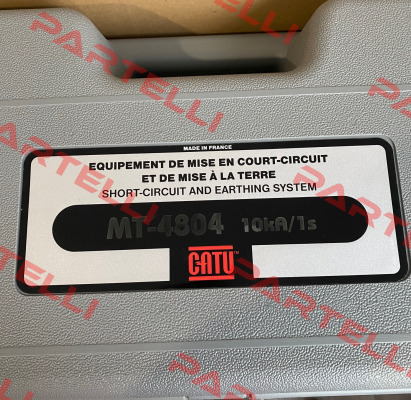 PARTELLI
MADE IN FRANCE
EQUIPEMENT DE MISE EN COURT-CIRCUIT
ET DE MISE À LA TERRE
SHORT-CIRCUIT AND EARTHING SYSTEM
MT-4804 10kA/1s
CATU™
PARTELLI
PARTELLI
PARTELLI